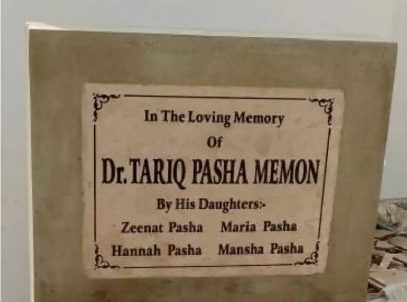 In The Loving Memory
Of
Dr. TARIQ PASHA MEMON
By His Daughters:-
Zeenat Pasha Maria Pasha
Hannah Pasha Mansha Pasha